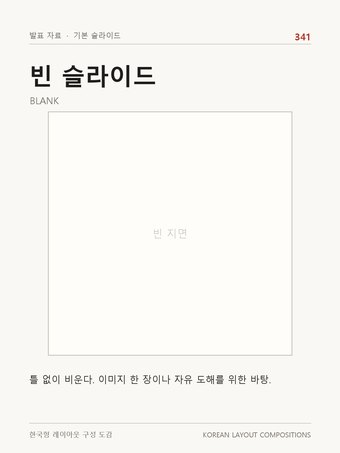 발표 자료 · 기본 슬라이드
341
빈 슬라이드
BLANK
빈 지면
틀 없이 비운다. 이미지 한 장이나 자유 도해를 위한 바탕.
한국형 레이아웃 구성 도감
KOREAN LAYOUT COMPOSITIONS